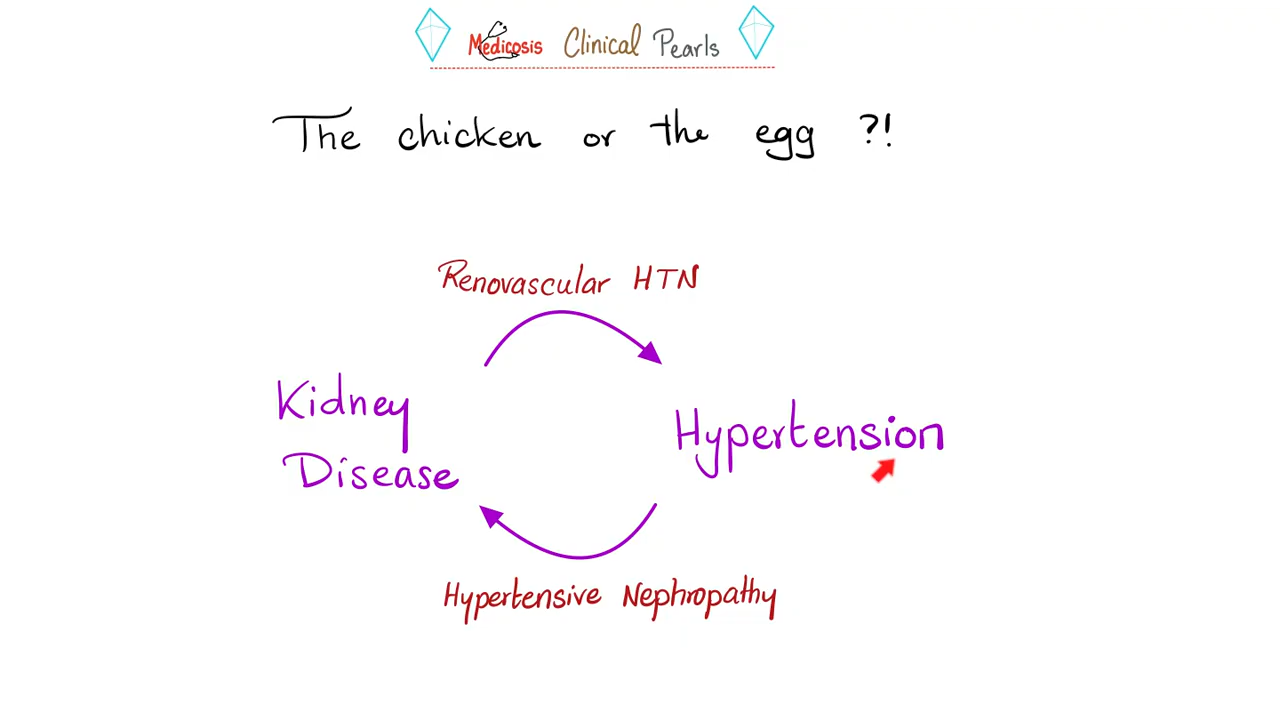 Medicosis Clinical Pearls
The chicken or the egg ?!
Renovascular HTN
Kidney
Disease
Hypertension
Hypertensive Nephropathy